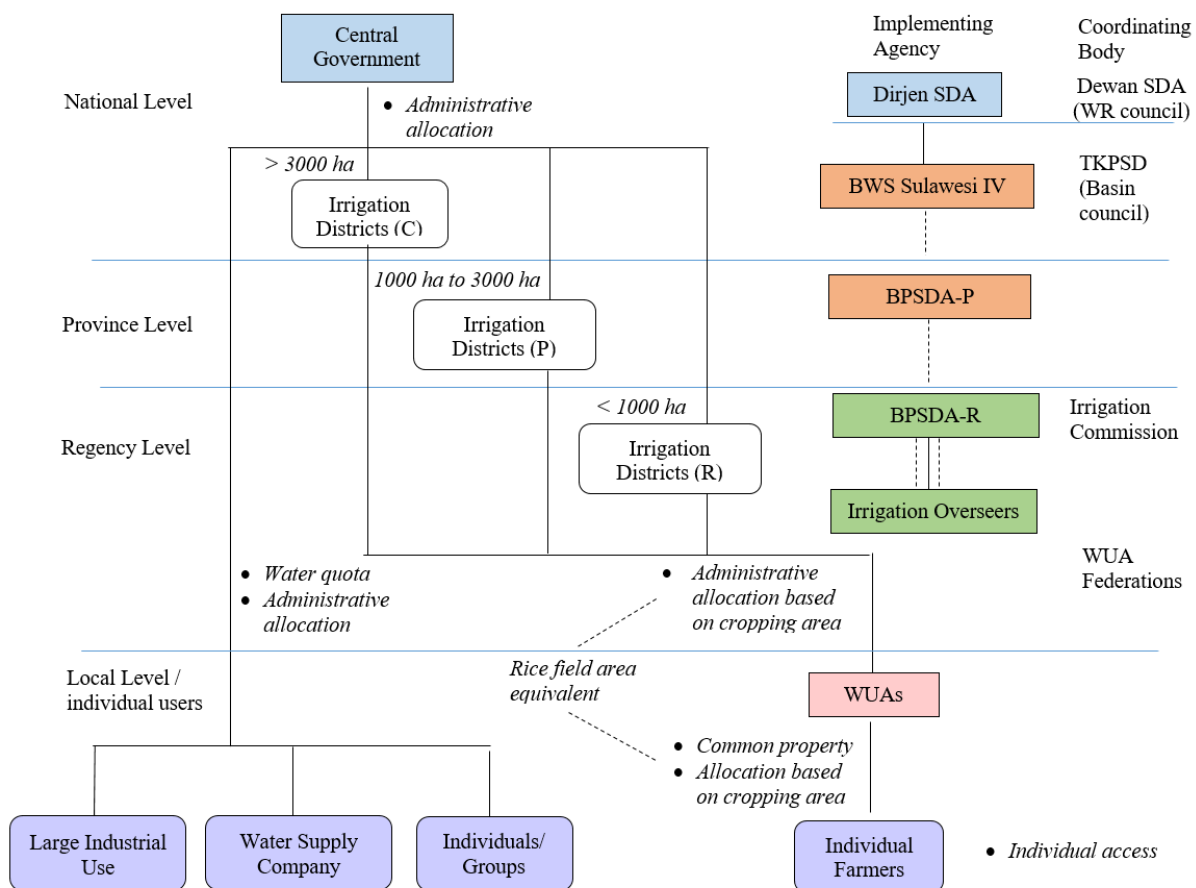 Central
Government
Implementing
Agency
Coordinating
Body
National Level
• Administrative
allocation
Dirjen SDA
Dewan SDA
(WR council)
> 3000 ha
Irrigation
Districts (C)
BWS Sulawesi IV
TKPSD
(Basin
council)
1000 ha to 3000 ha
Province Level
Irrigation
Districts (P)
BPSDA-P
< 1000 ha
Regency Level
Irrigation
Districts (R)
BPSDA-R
Irrigation
Commission
Irrigation Overseers
• Water quota
• Administrative
allocation
• Administrative
allocation based
on cropping area
WUA
Federations
Local Level /
individual users
Rice field area
equivalent
WUAs
• Common property
• Allocation based
on cropping area
Large Industrial
Use
Water Supply
Company
Individuals/
Groups
Individual
Farmers
• Individual access